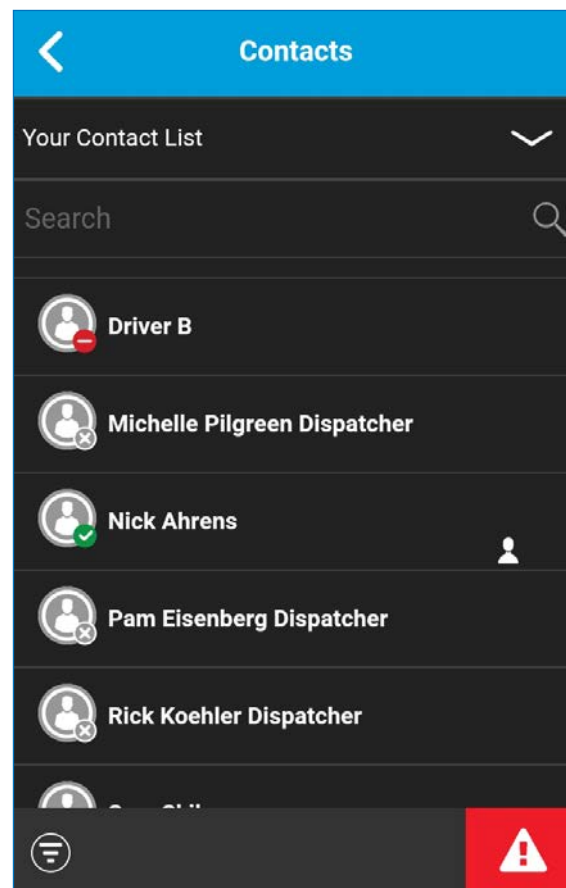 Contacts
Your Contact List
Search
Driver B
Michelle Pilgreen Dispatcher
Nick Ahrens
Pam Eisenberg Dispatcher
Rick Koehler Dispatcher